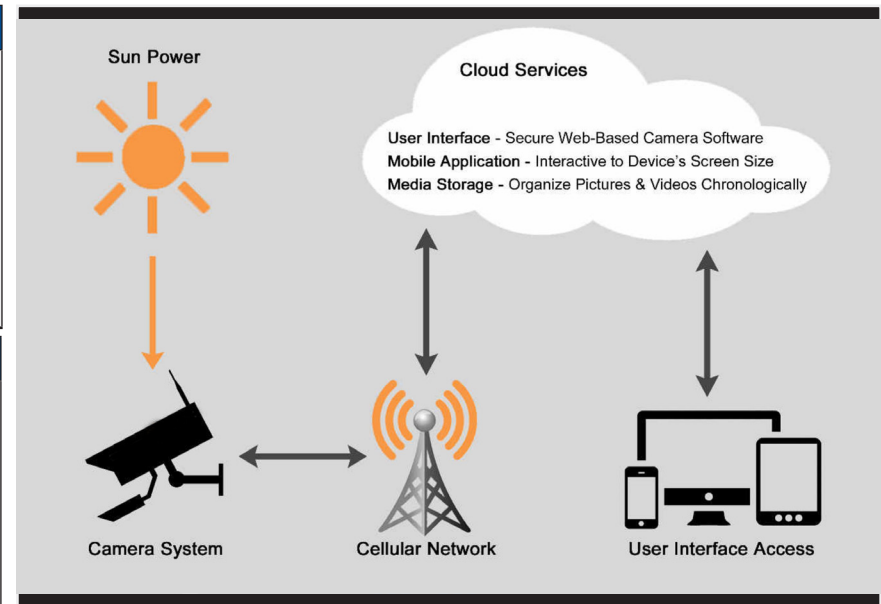 Sun Power
Cloud Services
User Interface - Secure Web-Based Camera Software
Mobile Application - Interactive to Device's Screen Size
Media Storage - Organize Pictures & Videos Chronologically
Camera System
Cellular Network
User Interface Access